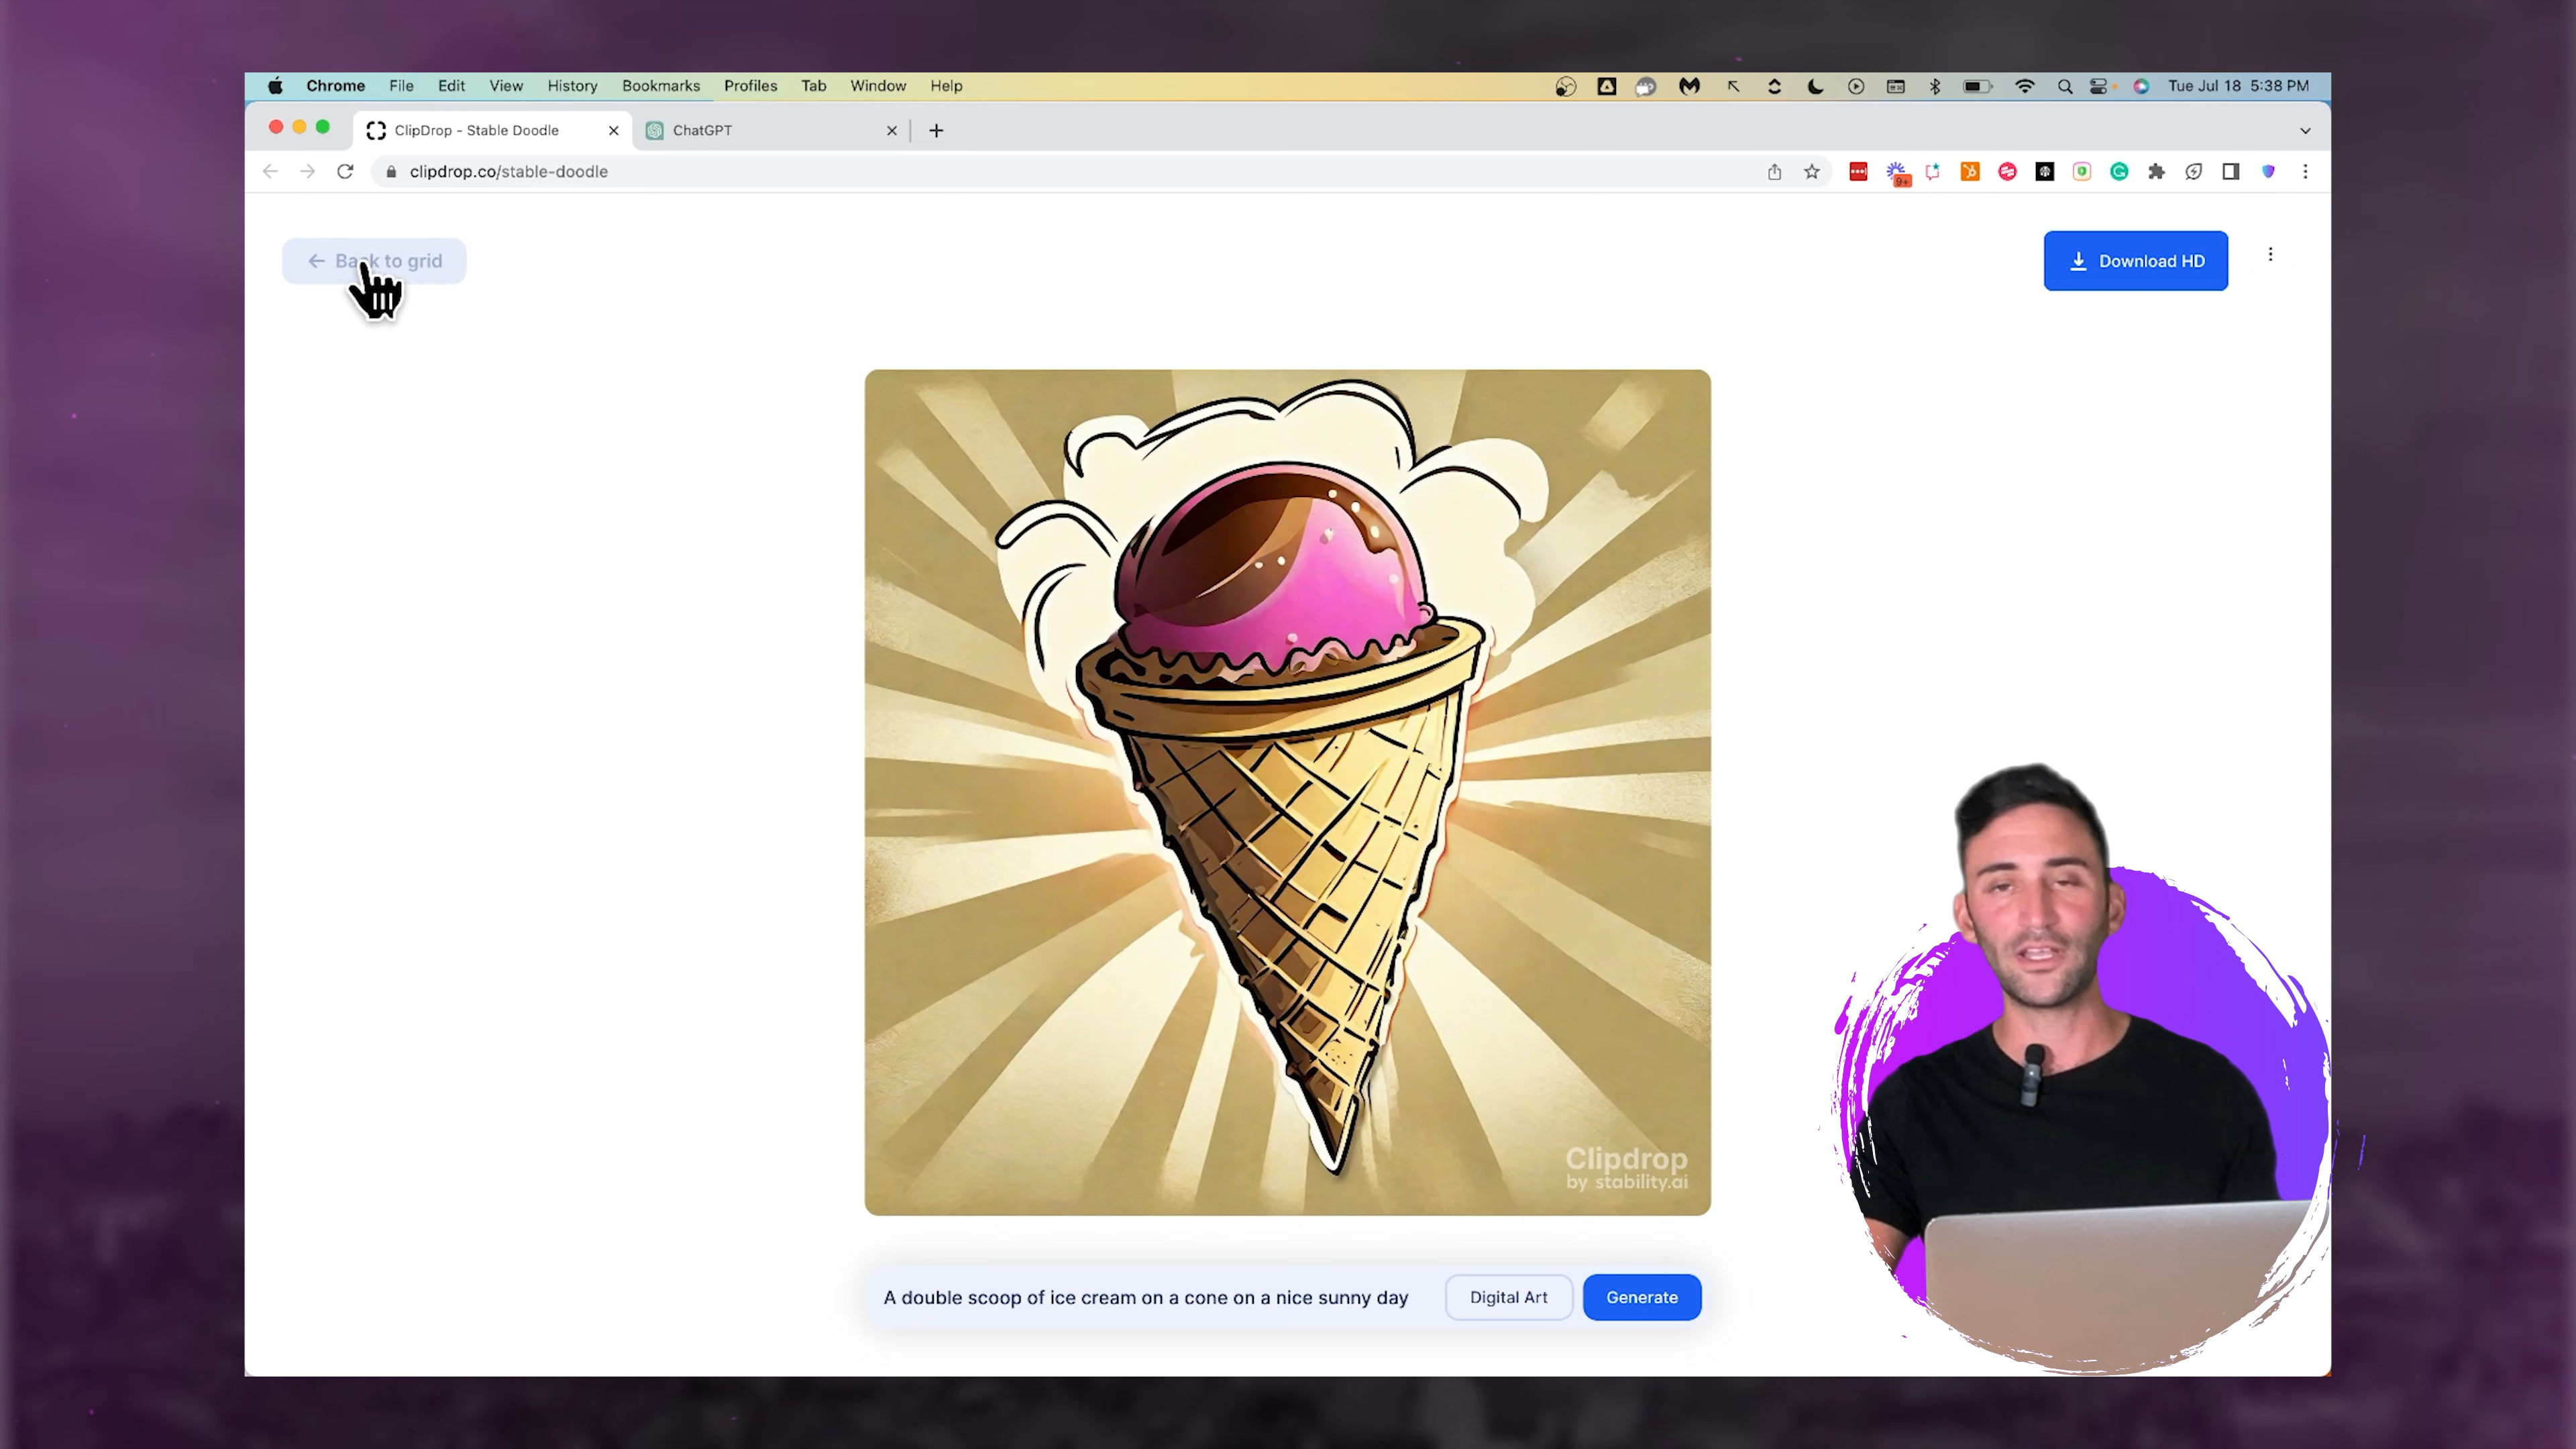 Chrome File Edit View History Bookmarks Profiles Tab Window Help Tue Jul 18 5:38 PM
ClipDrop - Stable Doodle ChatGPT
clipdrop.co/stable-doodle
9+
Back to grid
Download HD
Clipdrop
by stability.ai
A double scoop of ice cream on a cone on a nice sunny day Digital Art Generate